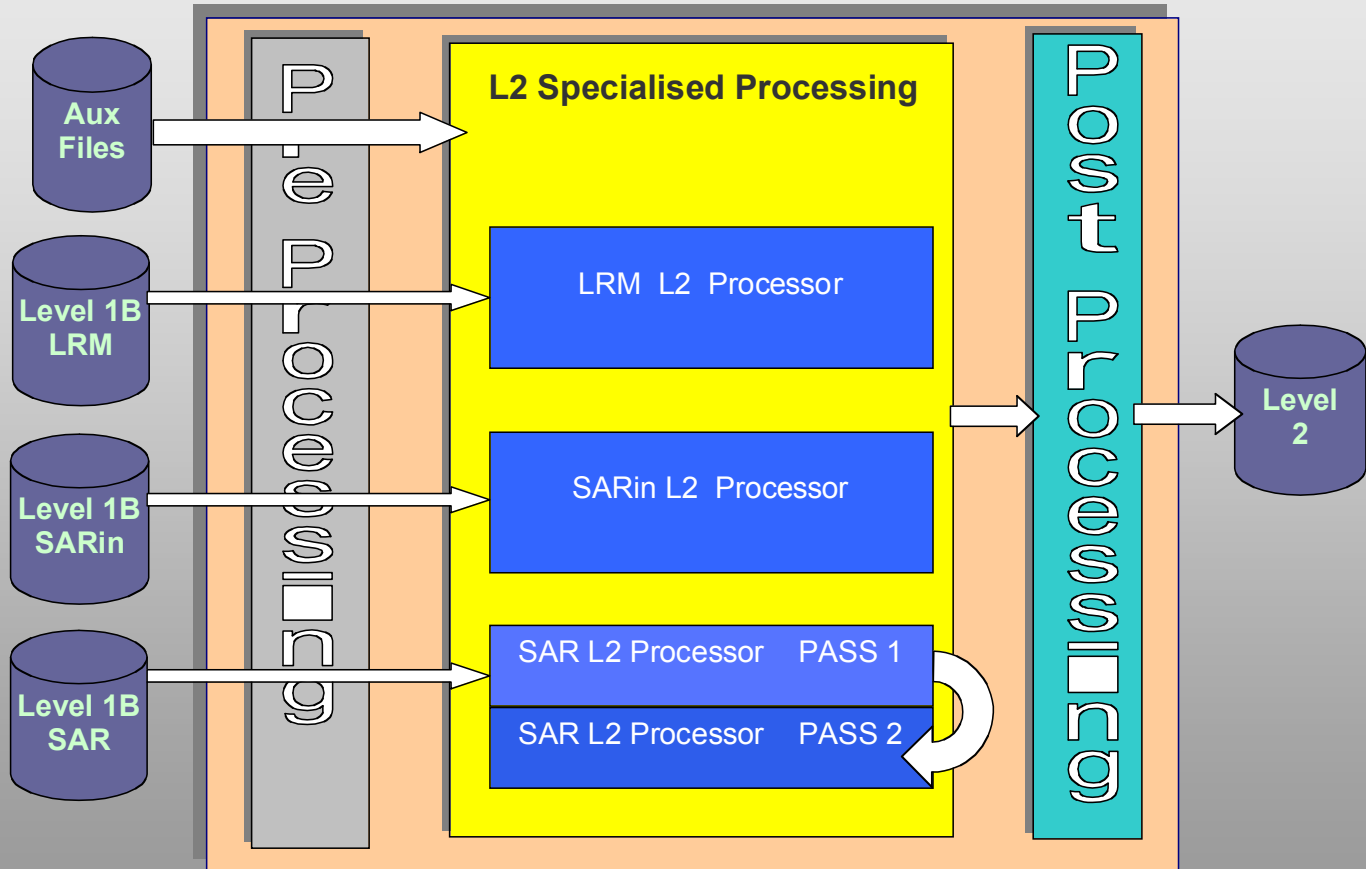 Aux
Files
Level 1B
LRM
Level 1B
SARin
Level 1B
SAR
Pre Processing
L2 Specialised Processing
LRM L2 Processor
SARin L2 Processor
SAR L2 Processor PASS 1
SAR L2 Processor PASS 2
Post Processing
Level
2